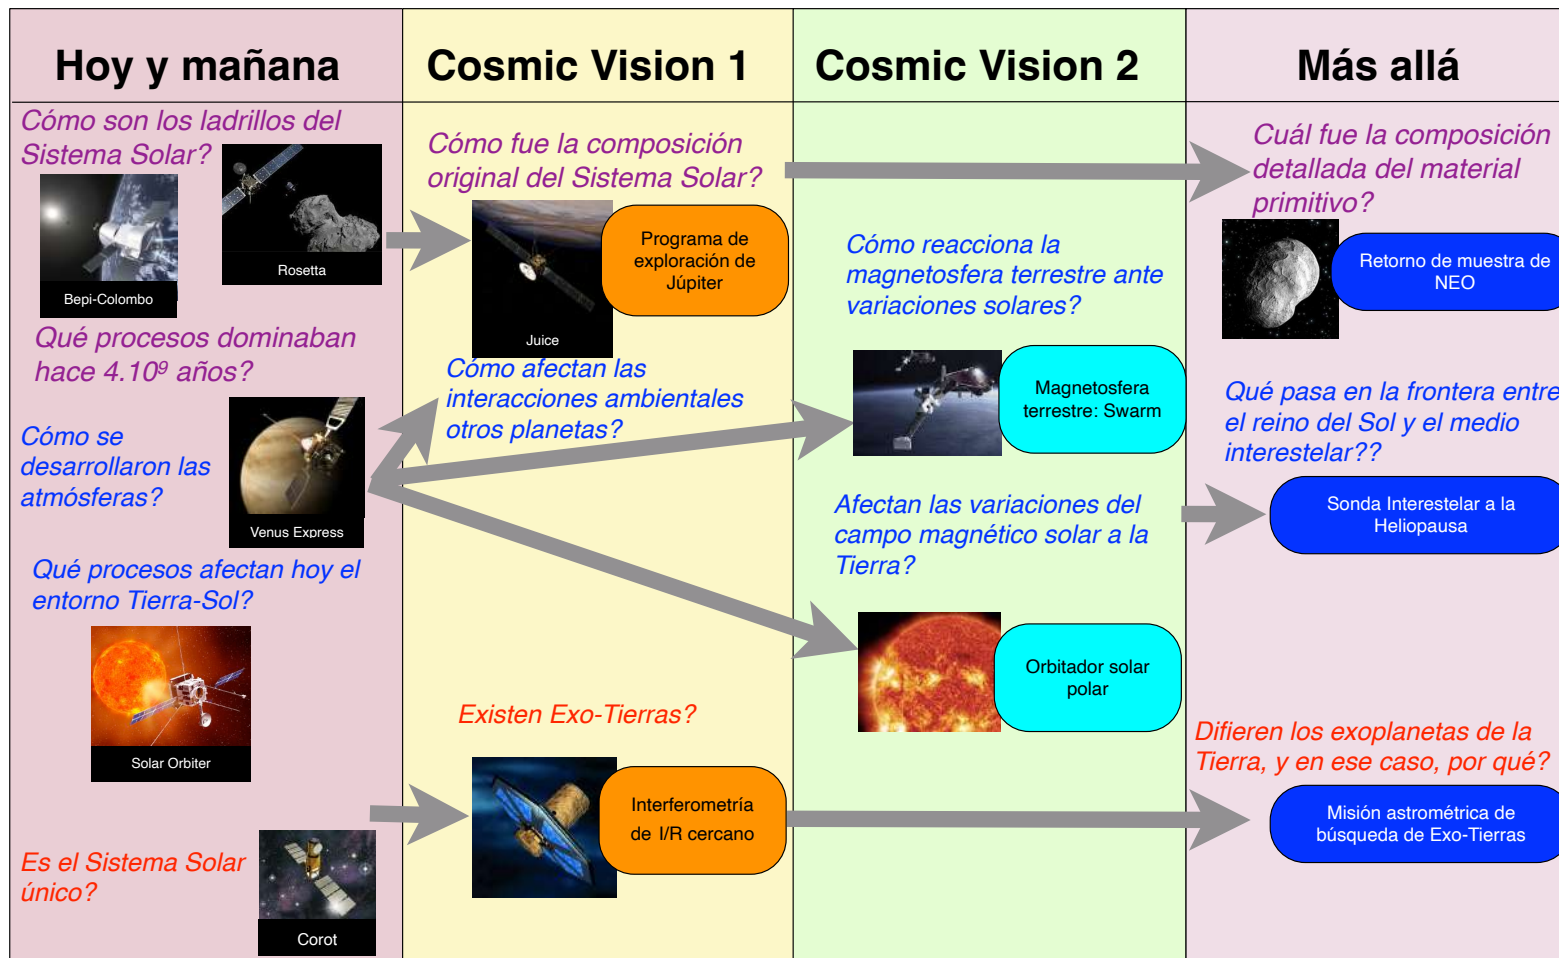 Hoy y mañana
Cómo son los ladrillos del
Sistema Solar?
Bepi-Colombo
Rosetta
Qué procesos dominaban
hace 4.10⁹ años?
Cómo se
desarrollaron las
atmósferas?
Venus Express
Qué procesos afectan hoy el
entorno Tierra-Sol?
Solar Orbiter
Es el Sistema Solar
único?
Corot
Cosmic Vision 1
Cómo fue la composición
original del Sistema Solar?
Juice
Programa de
exploración de
Júpiter
Cómo afectan las
interacciones ambientales
otros planetas?
Existen Exo-Tierras?
Interferometría
de I/R cercano
Cosmic Vision 2
Cómo reacciona la
magnetosfera terrestre ante
variaciones solares?
Magnetosfera
terrestre: Swarm
Afectan las variaciones del
campo magnético solar a la
Tierra?
Orbitador solar
polar
Más allá
Cuál fue la composición
detallada del material
primitivo?
Retorno de muestra de
NEO
Qué pasa en la frontera entre
el reino del Sol y el medio
interestelar??
Sonda Interestelar a la
Heliopausa
Difieren los exoplanetas de la
Tierra, y en ese caso, por qué?
Misión astrométrica de
búsqueda de Exo-Tierras